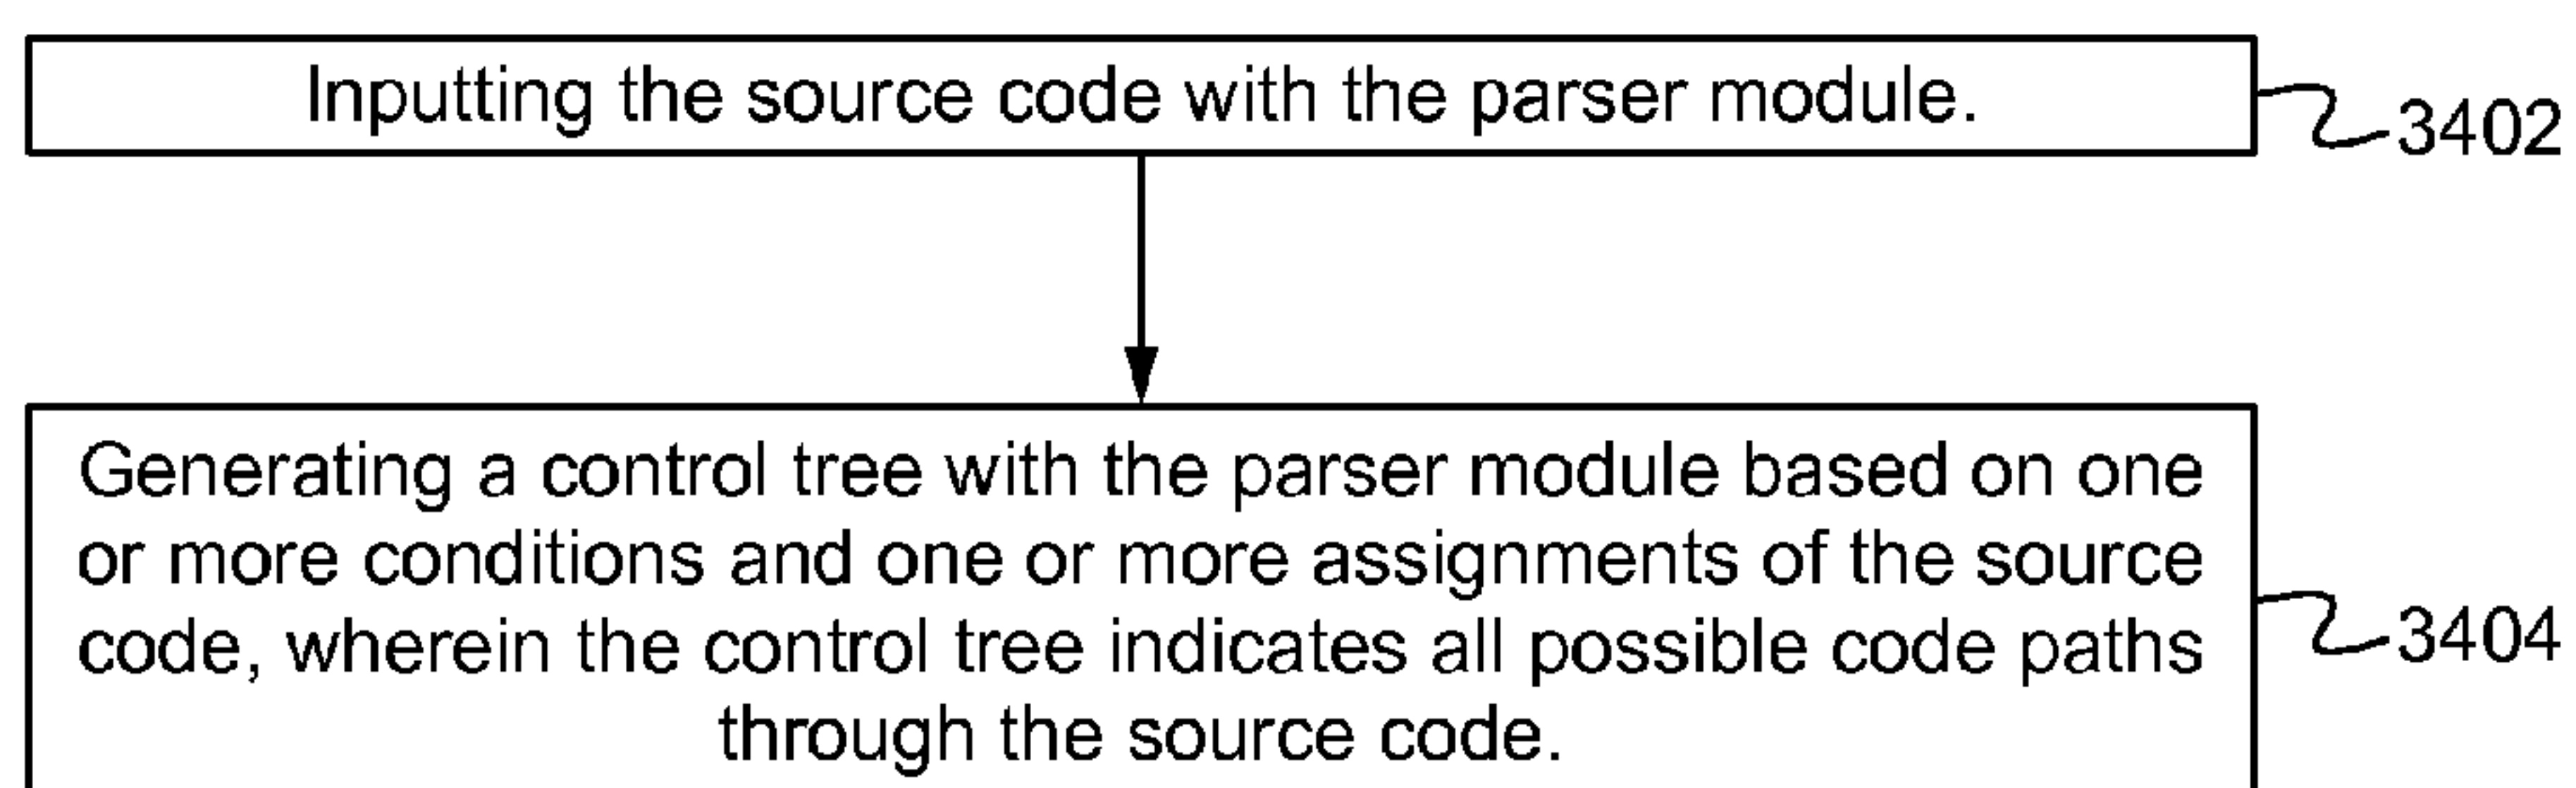 Inputting the source code with the parser module.
3402
Generating a control tree with the parser module based on one
or more conditions and one or more assignments of the source
code, wherein the control tree indicates all possible code paths
through the source code.
3404